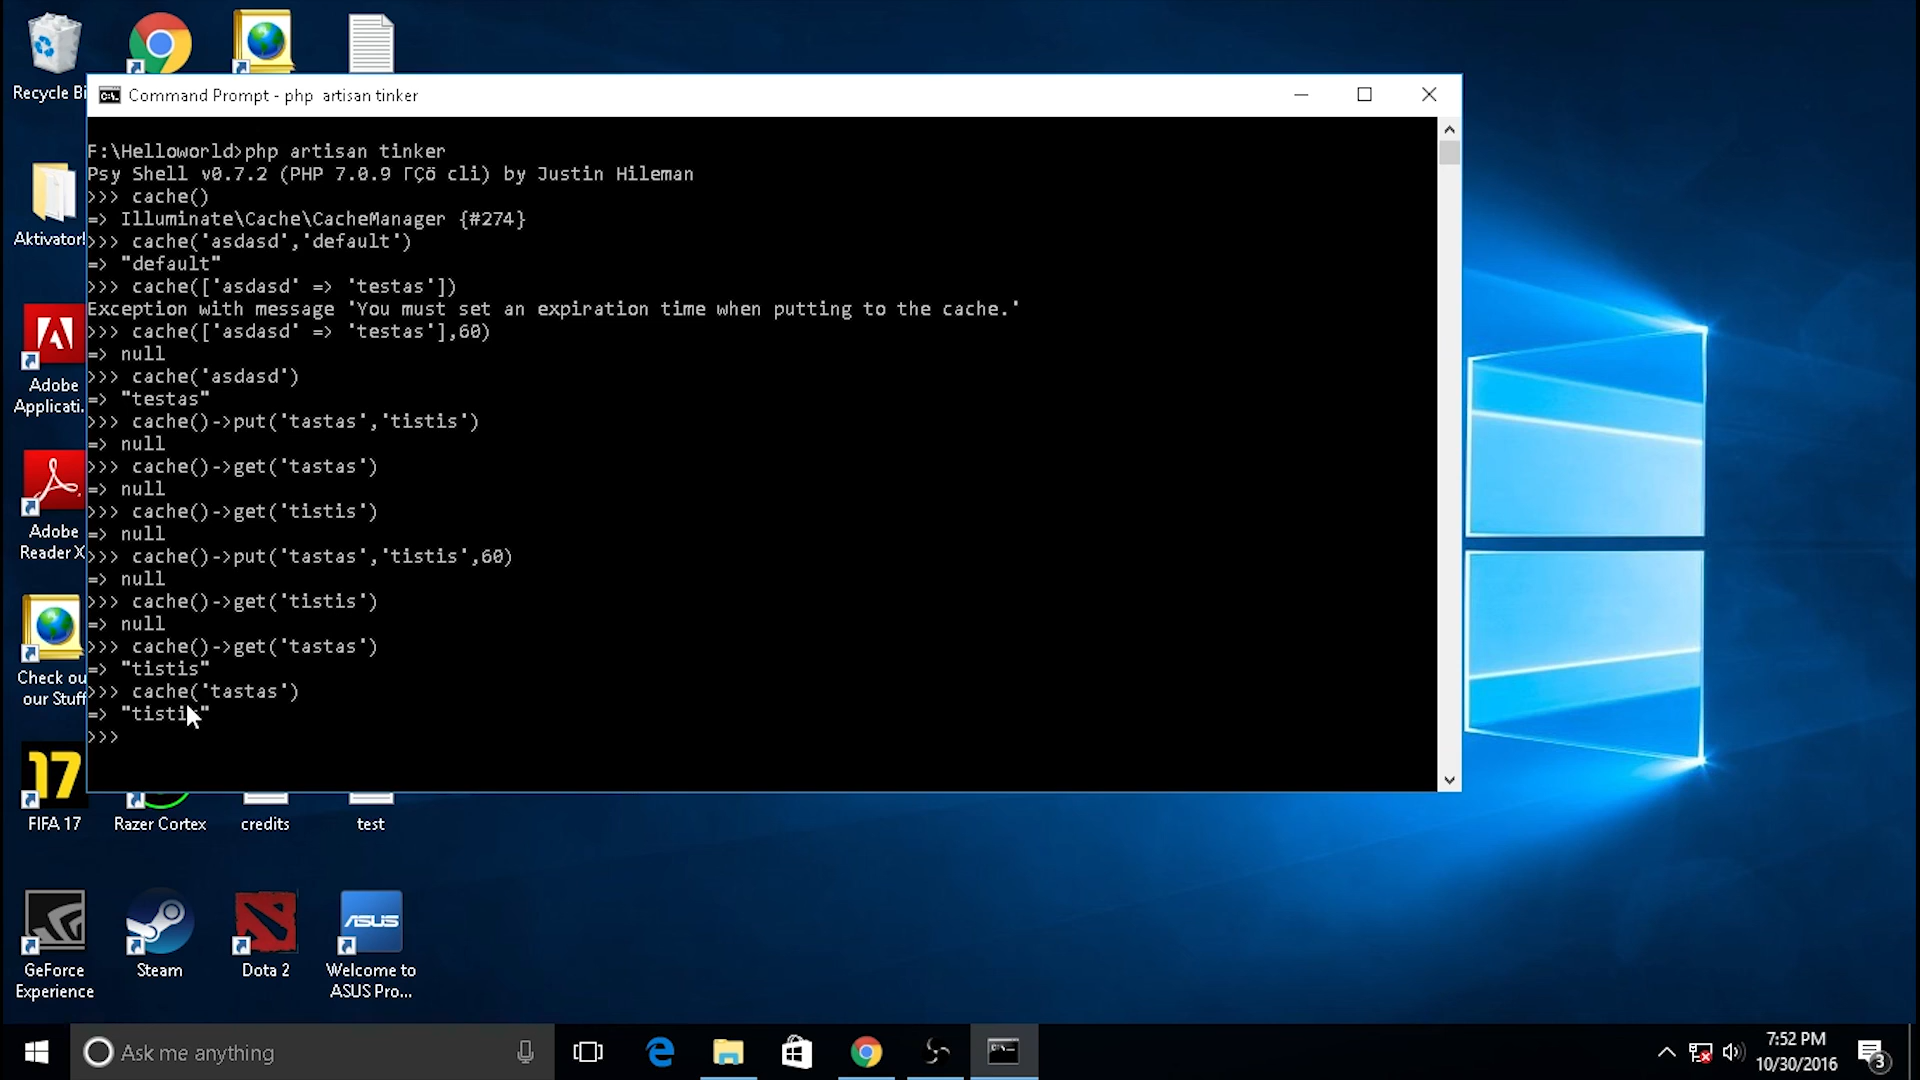 Recycle Bi
Command Prompt - php  artisan tinker
F:\Helloworld>php artisan tinker
Psy Shell v0.7.2 (PHP 7.0.9 ΓÇö cli) by Justin Hileman
>>> cache()
=> Illuminate\Cache\CacheManager {#274}
>>> cache('asdasd','default')
=> "default"
>>> cache(['asdasd' => 'testas'])
Exception with message 'You must set an expiration time when putting to the cache.'
>>> cache(['asdasd' => 'testas'],60)
=> null
>>> cache('asdasd')
=> "testas"
>>> cache()->put('tastas','tistis')
=> null
>>> cache()->get('tastas')
=> null
>>> cache()->get('tistis')
=> null
>>> cache()->put('tastas','tistis',60)
=> null
>>> cache()->get('tistis')
=> null
>>> cache()->get('tastas')
=> "tistis"
>>> cache('tastas')
=> "tistis"
>>>
Aktivator!
Adobe
Applicati...
Adobe
Reader X
Check ou
our Stuff
17
FIFA 17
Razer Cortex
credits
test
GeForce
Experience
Steam
Dota 2
ASUS
Welcome to
ASUS Pro...
Ask me anything
7:52 PM
10/30/2016
3